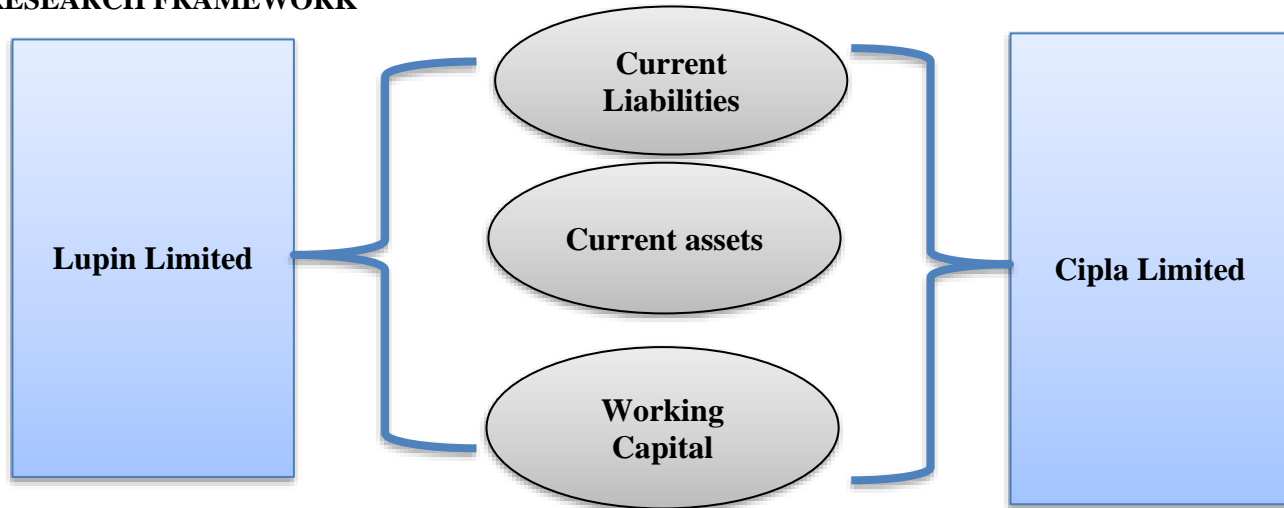 RESEARCH FRAMEWORK
Current
Liabilities
Lupin Limited
Current assets
Cipla Limited
Working
Capital